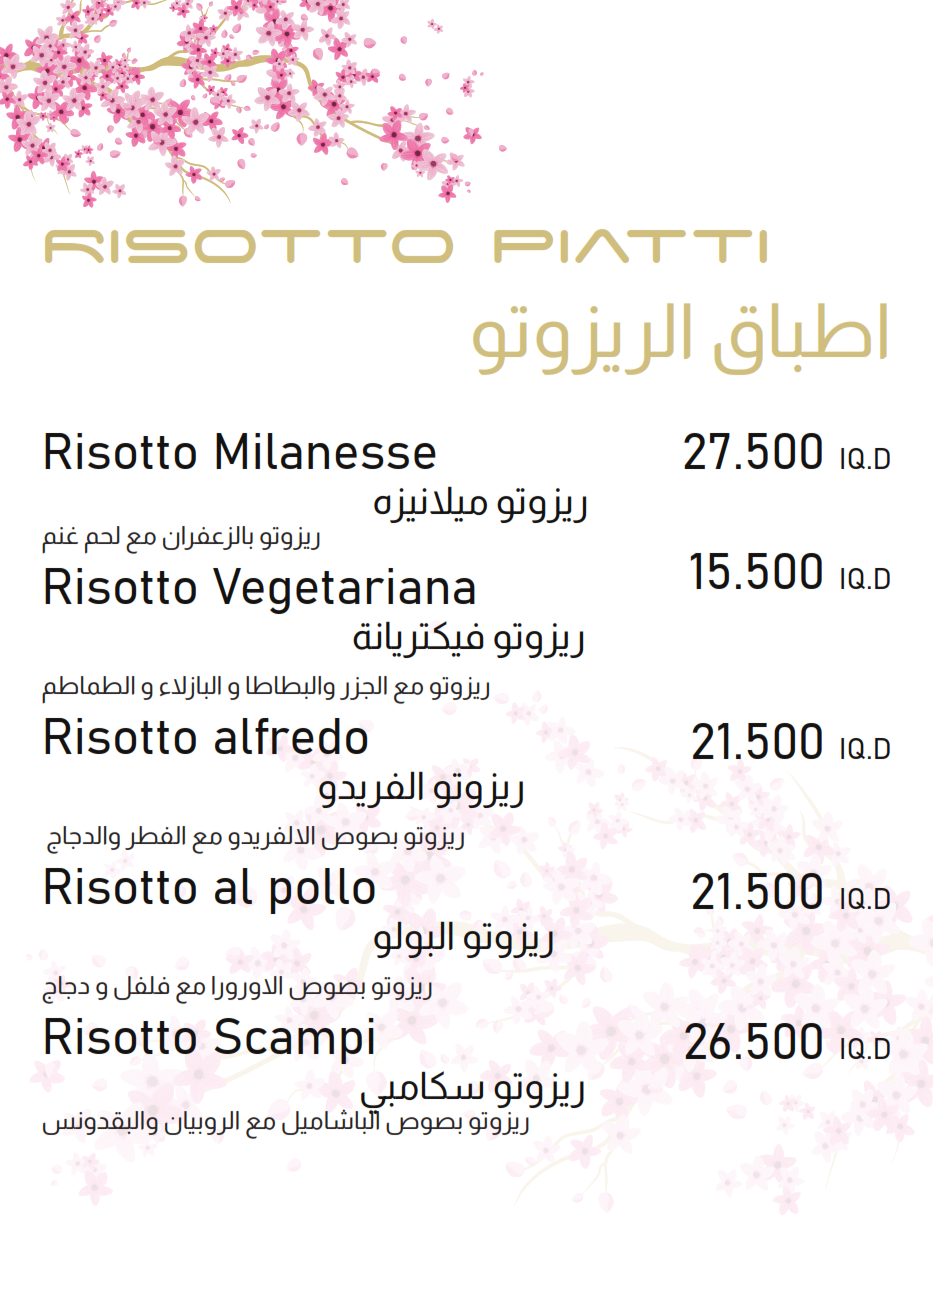 RISOTTO PIATTI
اطباق الريزوتو
Risotto Milanesse 27.500 IQ.D
ريزوتو ميلانيزه
ريزوتو بالزعفران مع لحم غنم
Risotto Vegetariana 15.500 IQ.D
ريزوتو فيكتريانة
ريزوتو مع الجزر والبطاطا و البازلاء و الطماطم
Risotto alfredo 21.500 IQ.D
ريزوتو الفريدو
ريزوتو بصوص الالفريدو مع الفطر والدجاج
Risotto al pollo 21.500 IQ.D
ريزوتو البولو
ريزوتو بصوص الاورورا مع فلفل و دجاج
Risotto Scampi 26.500 IQ.D
ريزوتو سكامبي
ريزوتو بصوص الباشاميل مع الروبيان والبقدونس